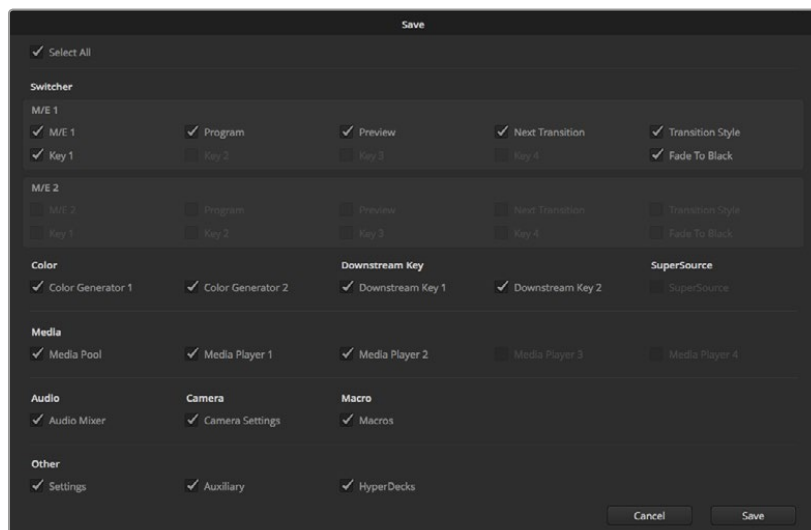 Save
Select All
Switcher
M/E 1
M/E 1 Program Preview Next Transition Transition Style
Key 1 Key 2 Key 3 Key 4 Fade To Black
M/E 2
M/E 2 Program Preview Next Transition Transition Style
Key 1 Key 2 Key 3 Key 4 Fade To Black
Color Downstream Key SuperSource
Color Generator 1 Color Generator 2 Downstream Key 1 Downstream Key 2 SuperSource
Media
Media Pool Media Player 1 Media Player 2 Media Player 3 Media Player 4
Audio Camera Macro
Audio Mixer Camera Settings Macros
Other
Settings Auxiliary HyperDecks
Cancel Save